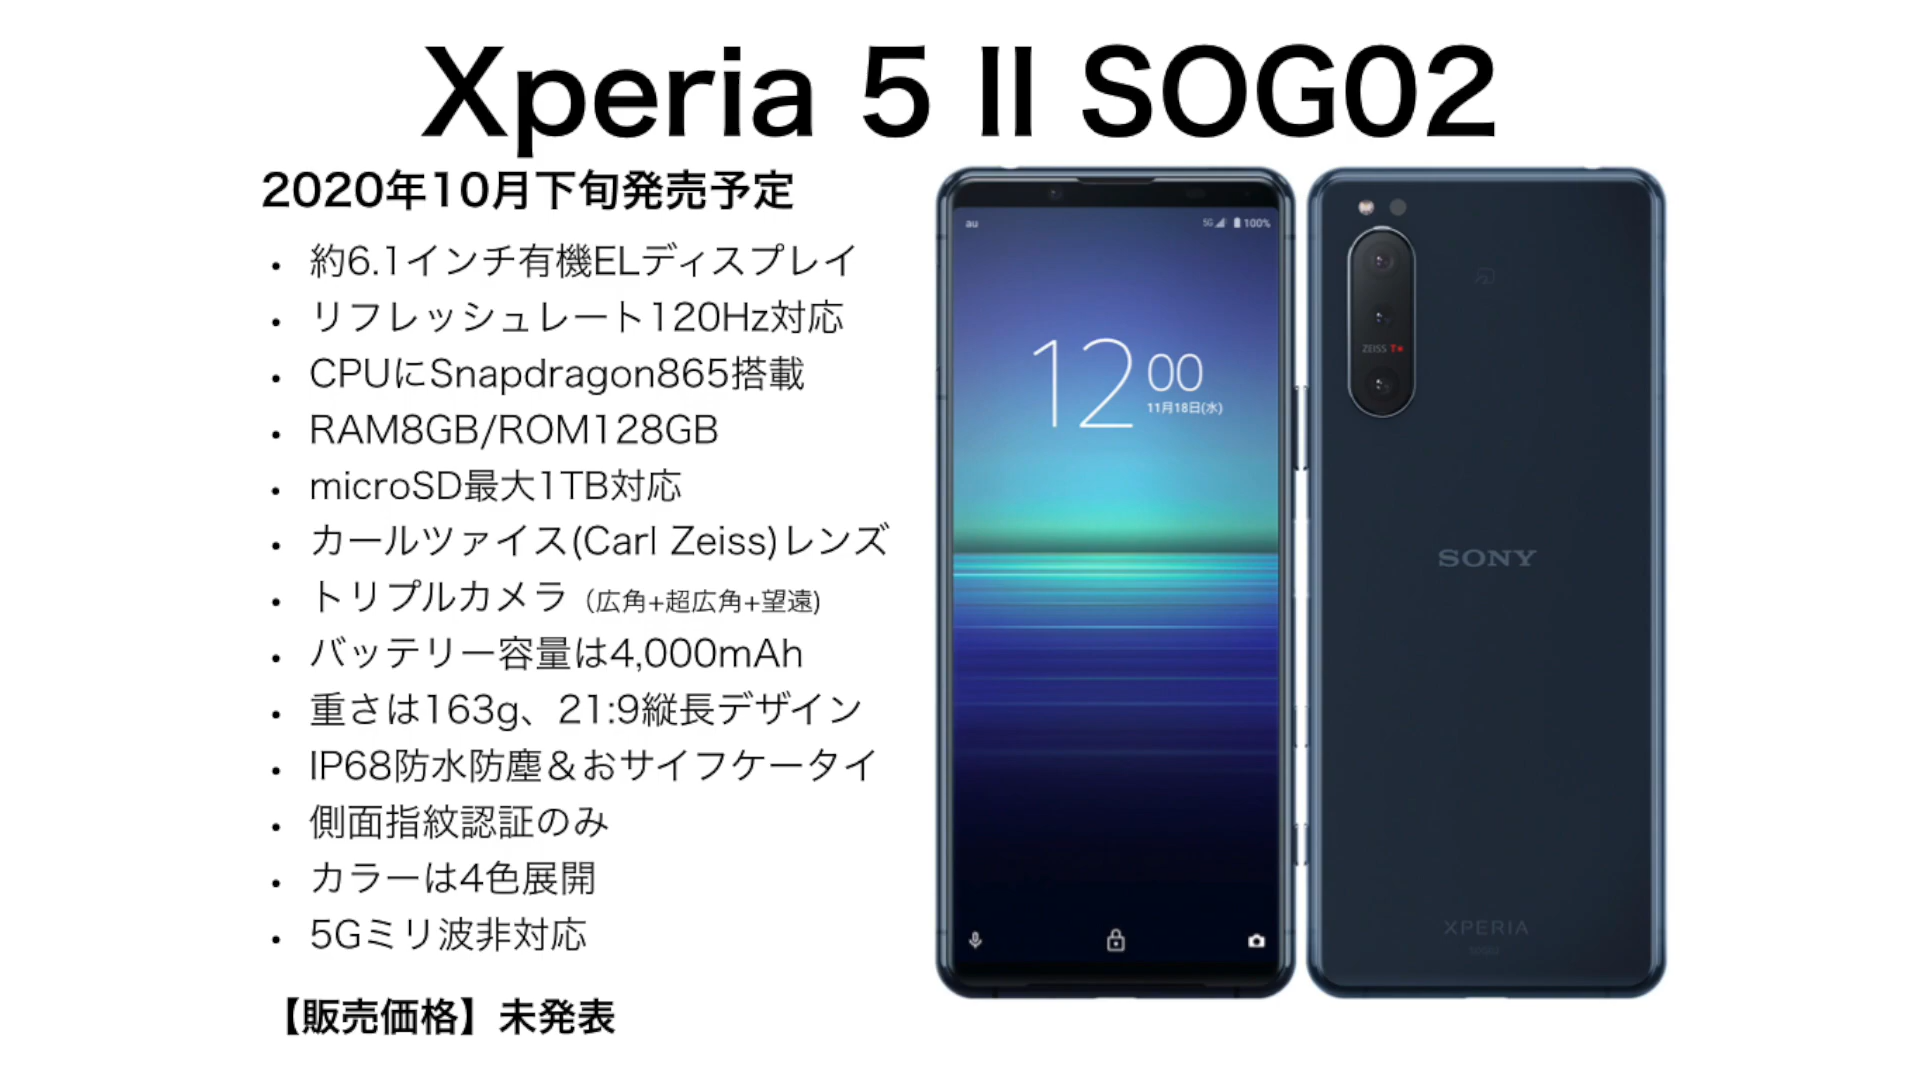 Xperia 5 II SOG02
2020年10月下旬発売予定
• 約6.1インチ有機ELディスプレイ
• リフレッシュレート120Hz対応
• CPUにSnapdragon865搭載
• RAM8GB/ROM128GB
• microSD最大1TB対応
• カールツァイス(Carl Zeiss)レンズ
• トリプルカメラ（広角+超広角+望遠)
• バッテリー容量は4,000mAh
• 重さは163g、21:9縦長デザイン
• IP68防水防塵＆おサイフケータイ
• 側面指紋認証のみ
• カラーは4色展開
• 5Gミリ波非対応
【販売価格】未発表
au 5G 100%
12 00
11月18日(水)
ZEISS T*
SONY
XPERIA